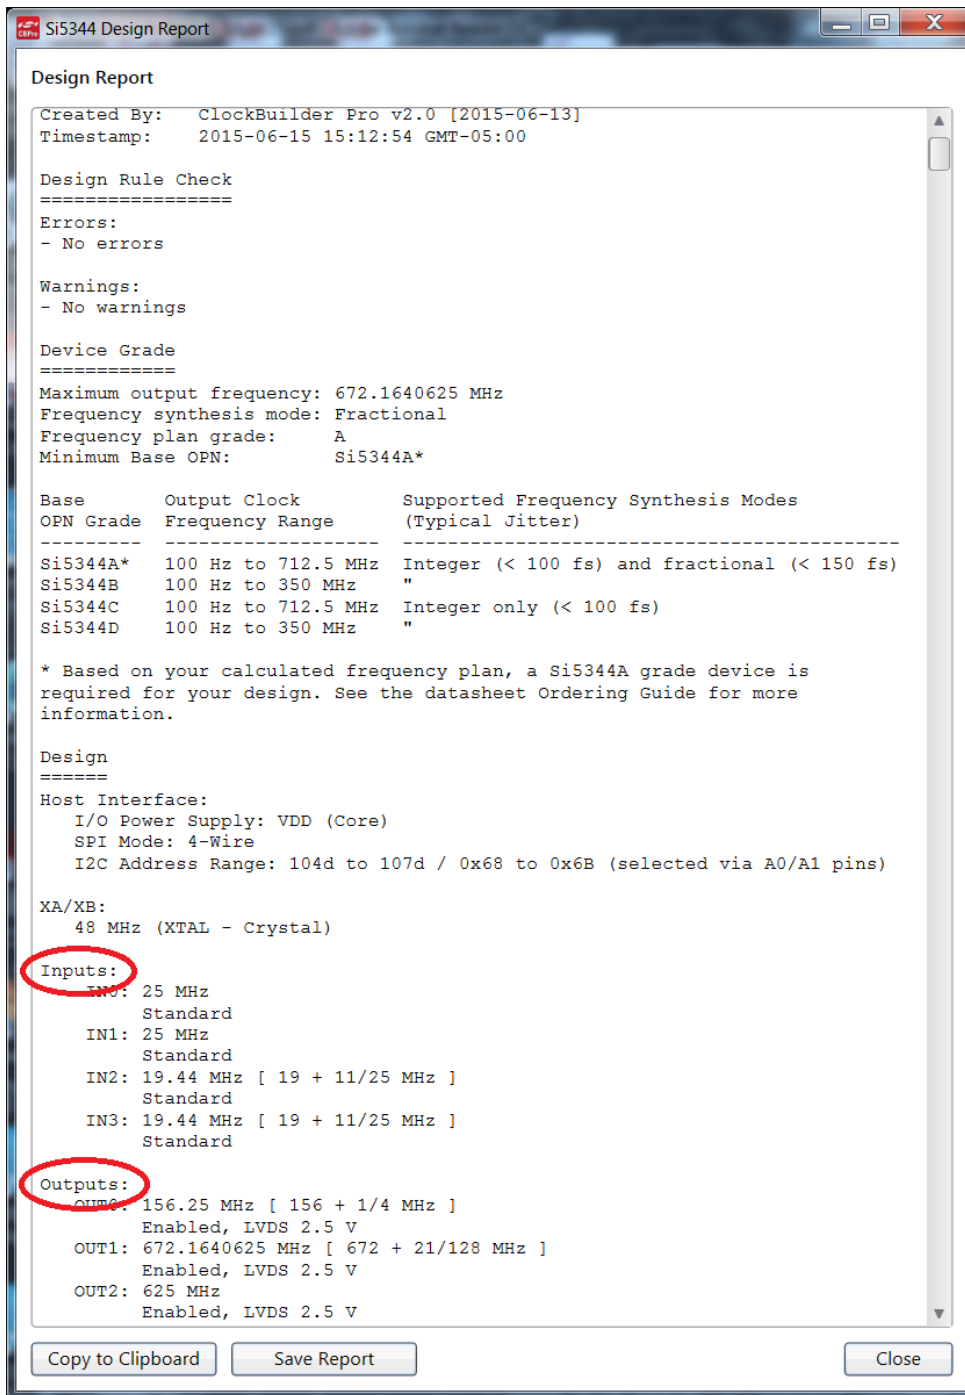 Si5344 Design Report
Design Report
Created By:   ClockBuilder Pro v2.0 [2015-06-13]
Timestamp:    2015-06-15 15:12:54 GMT-05:00
Design Rule Check
=================
Errors:
- No errors
Warnings:
- No warnings
Device Grade
============
Maximum output frequency: 672.1640625 MHz
Frequency synthesis mode: Fractional
Frequency plan grade:     A
Minimum Base OPN:         Si5344A*
Base       Output Clock         Supported Frequency Synthesis Modes
OPN Grade  Frequency Range      (Typical Jitter)
---------  -------------------  --------------------------------------------
Si5344A*   100 Hz to 712.5 MHz  Integer (< 100 fs) and fractional (< 150 fs)
Si5344B    100 Hz to 350 MHz    "
Si5344C    100 Hz to 712.5 MHz  Integer only (< 100 fs)
Si5344D    100 Hz to 350 MHz    "
* Based on your calculated frequency plan, a Si5344A grade device is
required for your design. See the datasheet Ordering Guide for more
information.
Design
======
Host Interface:
   I/O Power Supply: VDD (Core)
   SPI Mode: 4-Wire
   I2C Address Range: 104d to 107d / 0x68 to 0x6B (selected via A0/A1 pins)
XA/XB:
   48 MHz (XTAL - Crystal)
Inputs:
    IN0: 25 MHz
         Standard
    IN1: 25 MHz
         Standard
    IN2: 19.44 MHz [ 19 + 11/25 MHz ]
         Standard
    IN3: 19.44 MHz [ 19 + 11/25 MHz ]
         Standard
Outputs:
   OUT0: 156.25 MHz [ 156 + 1/4 MHz ]
         Enabled, LVDS 2.5 V
   OUT1: 672.1640625 MHz [ 672 + 21/128 MHz ]
         Enabled, LVDS 2.5 V
   OUT2: 625 MHz
         Enabled, LVDS 2.5 V
Copy to Clipboard   Save Report   Close